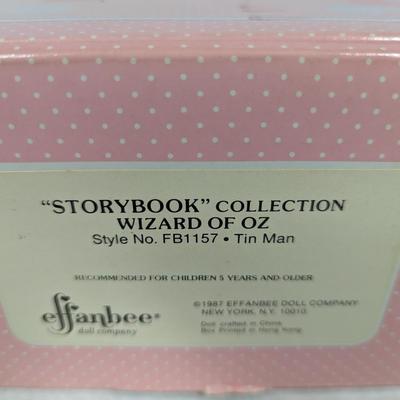 “STORYBOOK” COLLECTION
WIZARD OF OZ
Style No. FB1157 • Tin Man
RECOMMENDED FOR CHILDREN 5 YEARS AND OLDER
effanbee®
doll company
©1987 EFFANBEE DOLL COMPANY
NEW YORK, N.Y. 10010
Doll crafted in China
Box Printed in Hong Kong